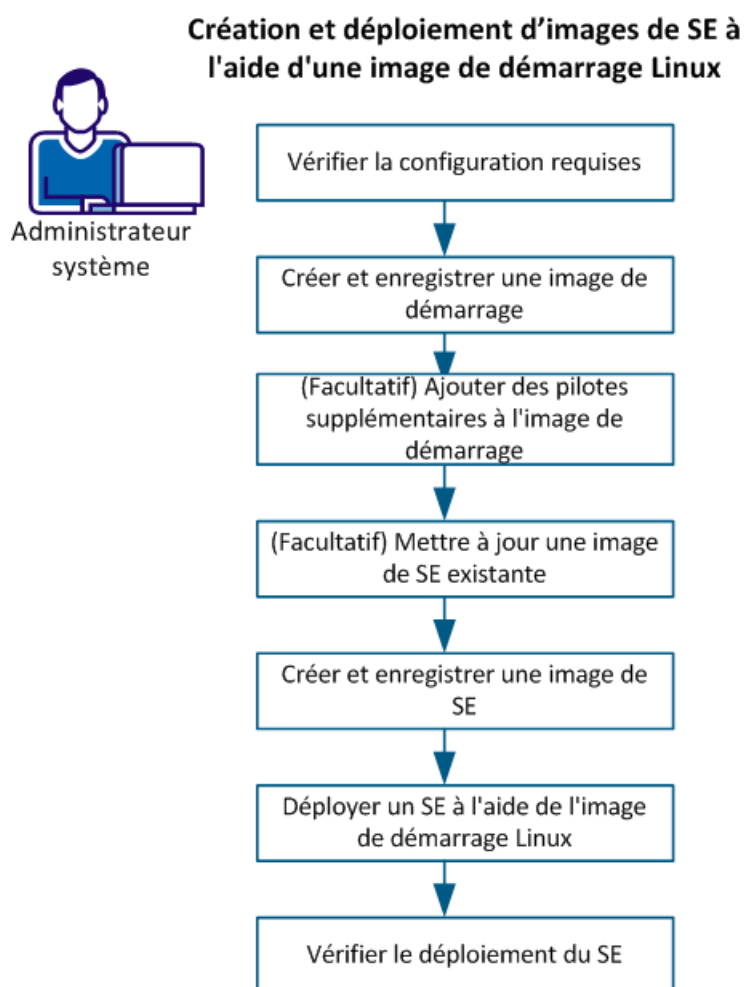 Création et déploiement d’images de SE à
l'aide d'une image de démarrage Linux
Administrateur
système
Vérifier la configuration requises
Créer et enregistrer une image de
démarrage
(Facultatif) Ajouter des pilotes
supplémentaires à l'image de
démarrage
(Facultatif) Mettre à jour une image
de SE existante
Créer et enregistrer une image de
SE
Déployer un SE à l'aide de l'image
de démarrage Linux
Vérifier le déploiement du SE